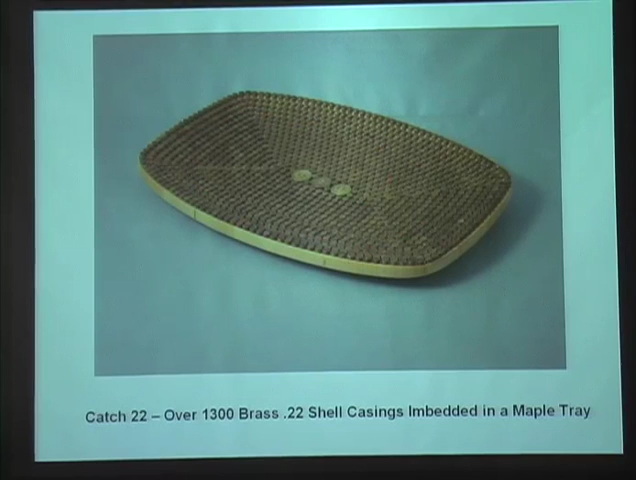 Catch 22 – Over 1300 Brass .22 Shell Casings Imbedded in a Maple Tray